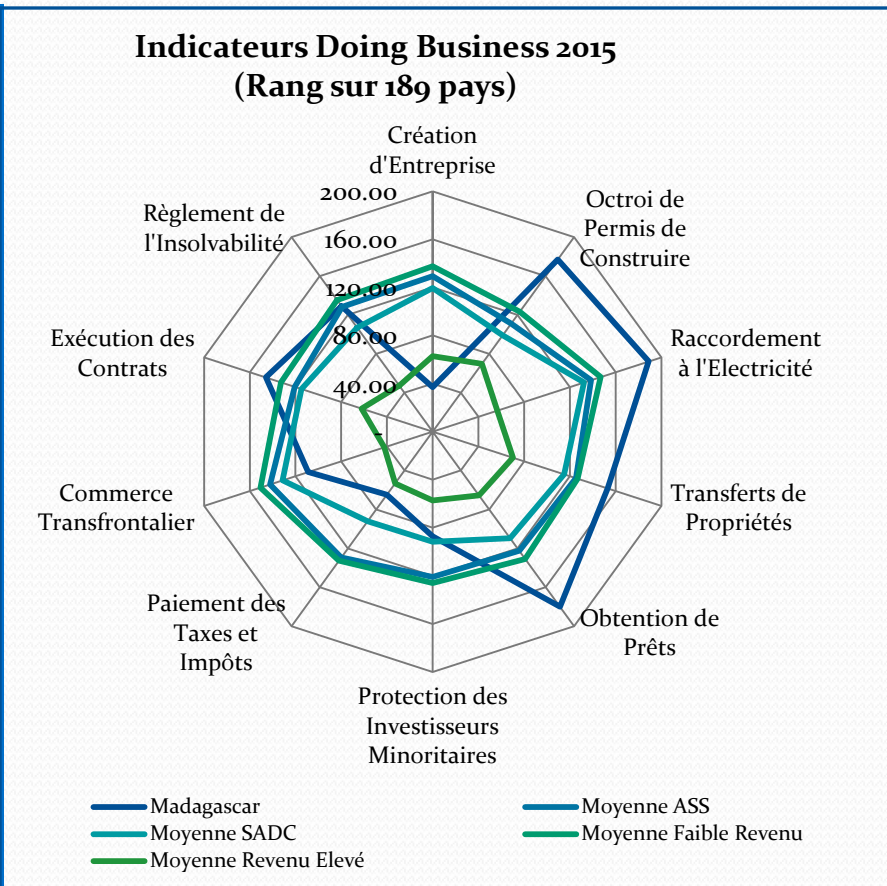 Indicateurs Doing Business 2015
(Rang sur 189 pays)
Création
d'Entreprise
Octroi de
Permis de
Construire
Raccordement
à l'Electricité
Transferts de
Propriétés
Obtention de
Prêts
Protection des
Investisseurs
Minoritaires
Paiement des
Taxes et
Impôts
Commerce
Transfrontalier
Exécution des
Contrats
Règlement de
l'Insolvabilité
200.00
160.00
120.00
80.00
40.00
-
Madagascar
Moyenne ASS
Moyenne SADC
Moyenne Faible Revenu
Moyenne Revenu Elevé